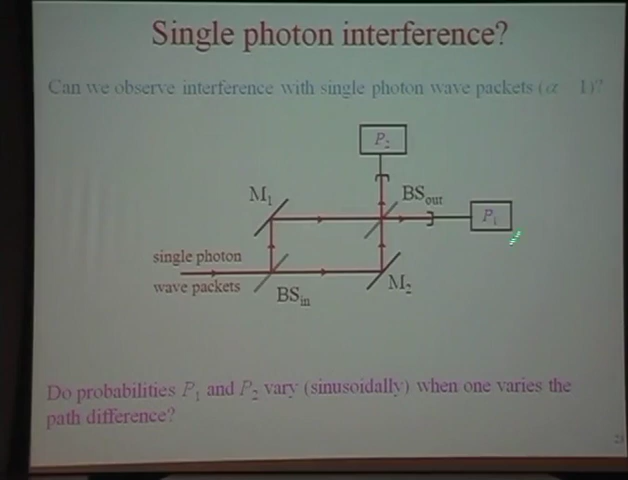 Single photon interference?
Can we observe interference with single photon wave packets (α 1)?
P2
M1
BSout
P1
single photon
wave packets
BSin
M2
Do probabilities P1 and P2 vary (sinusoidally) when one varies the
path difference?